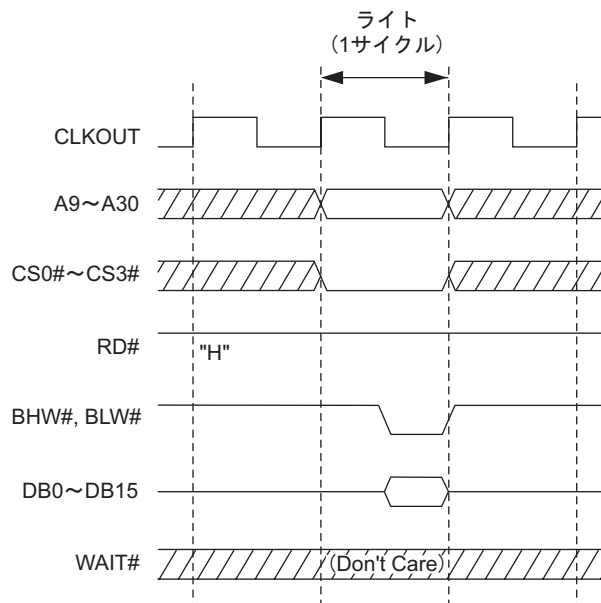 ライト
(1サイクル)
CLKOUT
A9～A30
CS0#～CS3#
RD#
"H"
BHW#, BLW#
DB0～DB15
WAIT#
(Don't Care)